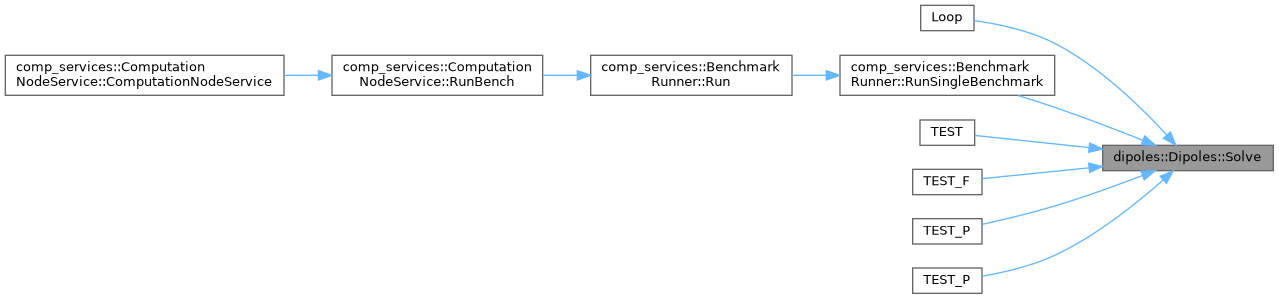 Loop
comp_services::Computation
NodeService::ComputationNodeService
comp_services::Computation
NodeService::RunBench
comp_services::Benchmark
Runner::Run
comp_services::Benchmark
Runner::RunSingleBenchmark
TEST
dipoles::Dipoles::Solve
TEST_F
TEST_P
TEST_P